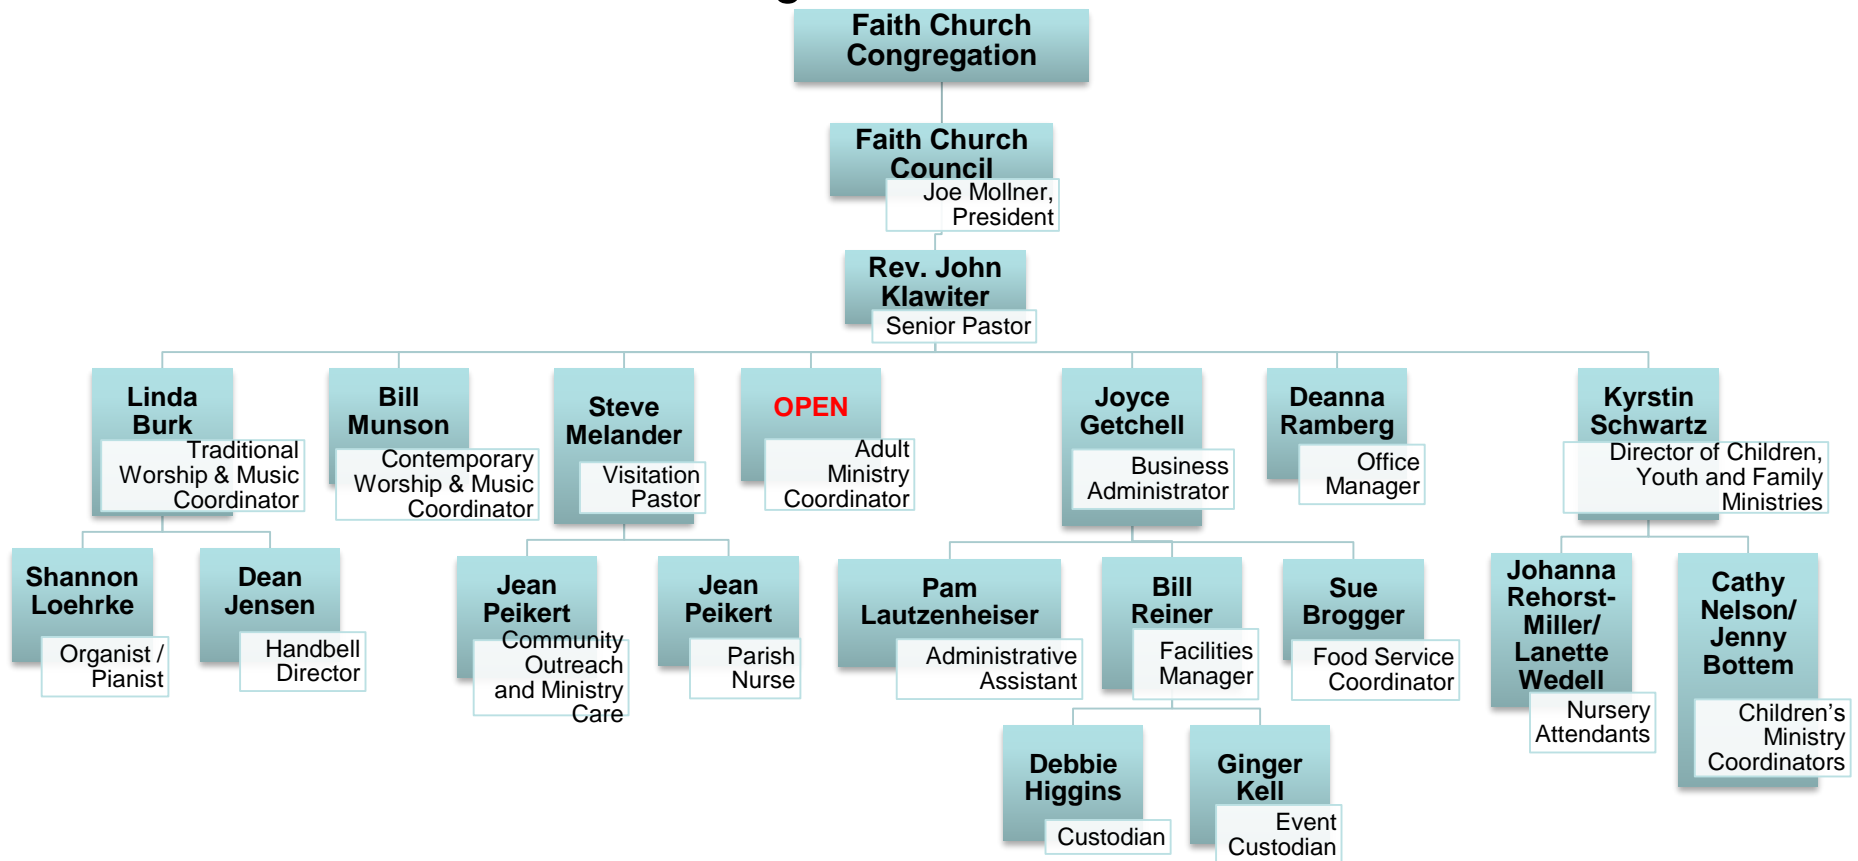 Faith Church
Congregation
Faith Church
Council
Joe Mollner,
President
Rev. John
Klawiter
Senior Pastor
Linda
Burk
Traditional
Worship & Music
Coordinator
Bill
Munson
Contemporary
Worship & Music
Coordinator
Steve
Melander
Visitation
Pastor
OPEN
Adult
Ministry
Coordinator
Joyce
Getchell
Business
Administrator
Deanna
Ramberg
Office
Manager
Kyrstin
Schwartz
Director of Children,
Youth and Family
Ministries
Shannon
Loehrke
Organist /
Pianist
Dean
Jensen
Handbell
Director
Jean
Peikert
Community
Outreach
and Ministry
Care
Jean
Peikert
Parish
Nurse
Pam
Lautzenheiser
Administrative
Assistant
Bill
Reiner
Facilities
Manager
Sue
Brogger
Food Service
Coordinator
Johanna
Rehorst-
Miller/
Lanette
Wedell
Nursery
Attendants
Cathy
Nelson/
Jenny
Bottem
Children's
Ministry
Coordinators
Debbie
Higgins
Custodian
Ginger
Kell
Event
Custodian